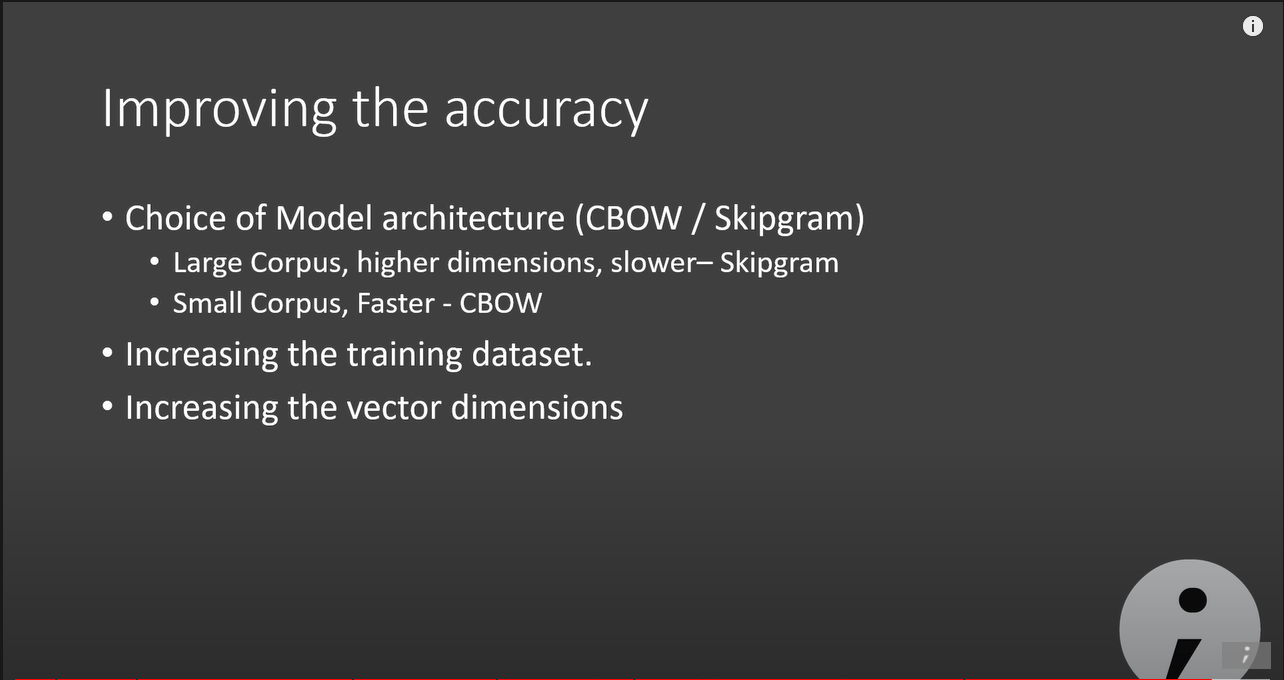 Improving the accuracy
• Choice of Model architecture (CBOW / Skipgram)
• Large Corpus, higher dimensions, slower– Skipgram
• Small Corpus, Faster - CBOW
• Increasing the training dataset.
• Increasing the vector dimensions